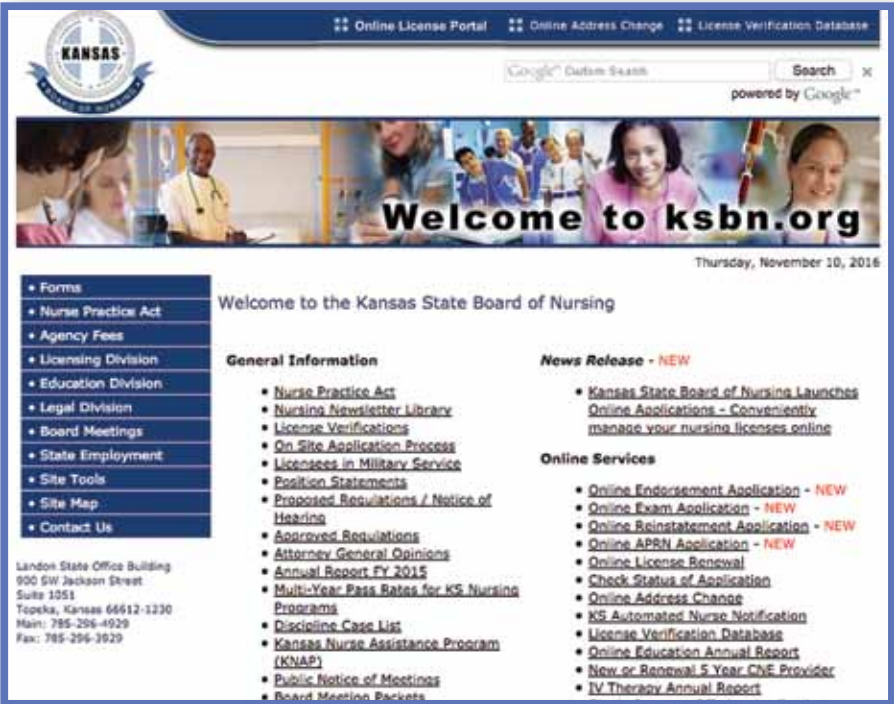 Online License Portal
Online Address Change
License Verification Database
KANSAS
BOARD OF NURSING
Google™ Custom Search
Search
×
powered by Google™
Welcome to ksbn.org
Thursday, November 10, 2016
• Forms
• Nurse Practice Act
• Agency Fees
• Licensing Division
• Education Division
• Legal Division
• Board Meetings
• State Employment
• Site Tools
• Site Map
• Contact Us
Landon State Office Building
900 SW Jackson Street
Suite 1051
Topeka, Kansas 66612-1230
Main: 785-296-4929
Fax: 785-296-3929
Welcome to the Kansas State Board of Nursing
General Information
• Nurse Practice Act
• Nursing Newsletter Library
• License Verifications
• On Site Application Process
• Licensees in Military Service
• Position Statements
• Proposed Regulations / Notice of
Hearing
• Approved Regulations
• Attorney General Opinions
• Annual Report FY 2015
• Multi-Year Pass Rates for KS Nursing
Programs
• Discipline Case List
• Kansas Nurse Assistance Program
(KNAP)
• Public Notice of Meetings
• Board Meeting Packets
News Release - NEW
• Kansas State Board of Nursing Launches
Online Applications - Conveniently
manage your nursing licenses online
Online Services
• Online Endorsement Application - NEW
• Online Exam Application - NEW
• Online Reinstatement Application - NEW
• Online APRN Application - NEW
• Online License Renewal
• Check Status of Application
• Online Address Change
• KS Automated Nurse Notification
• License Verification Database
• Online Education Annual Report
• New or Renewal 5 Year CNE Provider
• IV Therapy Annual Report